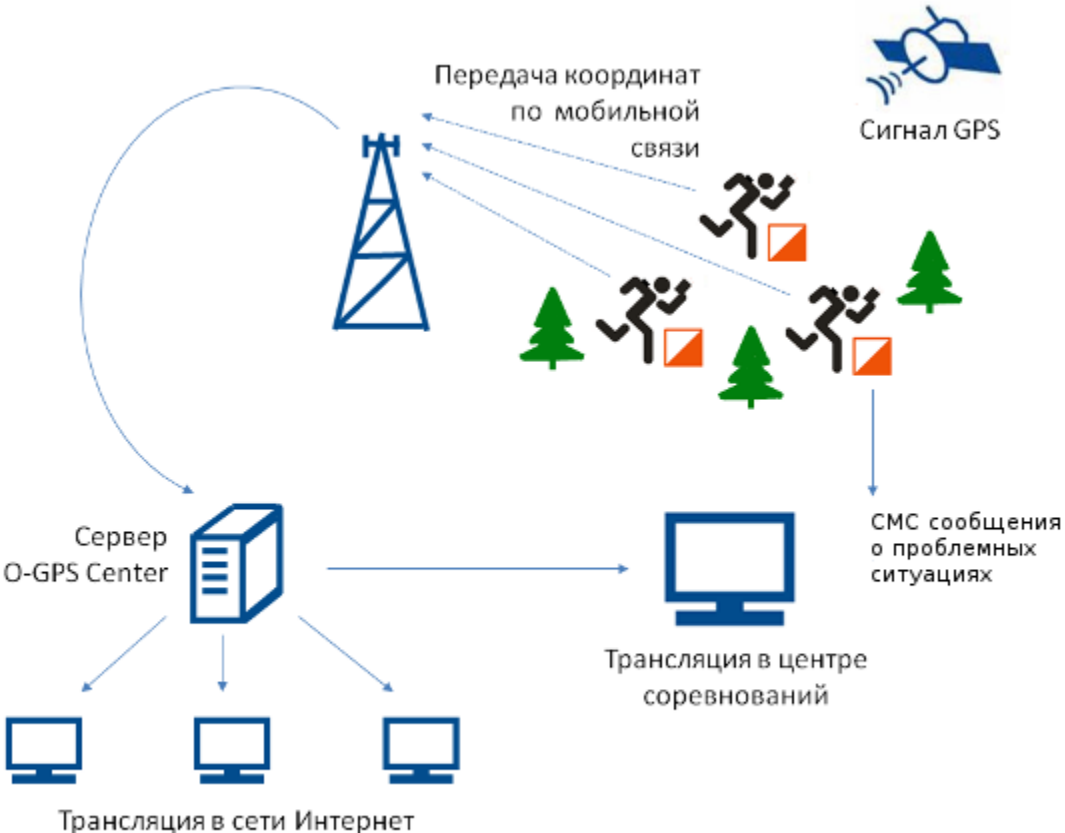 Передача координат
по мобильной
связи
Сигнал GPS
Сервер
O-GPS Center
СМС сообщения
о проблемных
ситуациях
Трансляция в центре
соревнований
Трансляция в сети Интернет